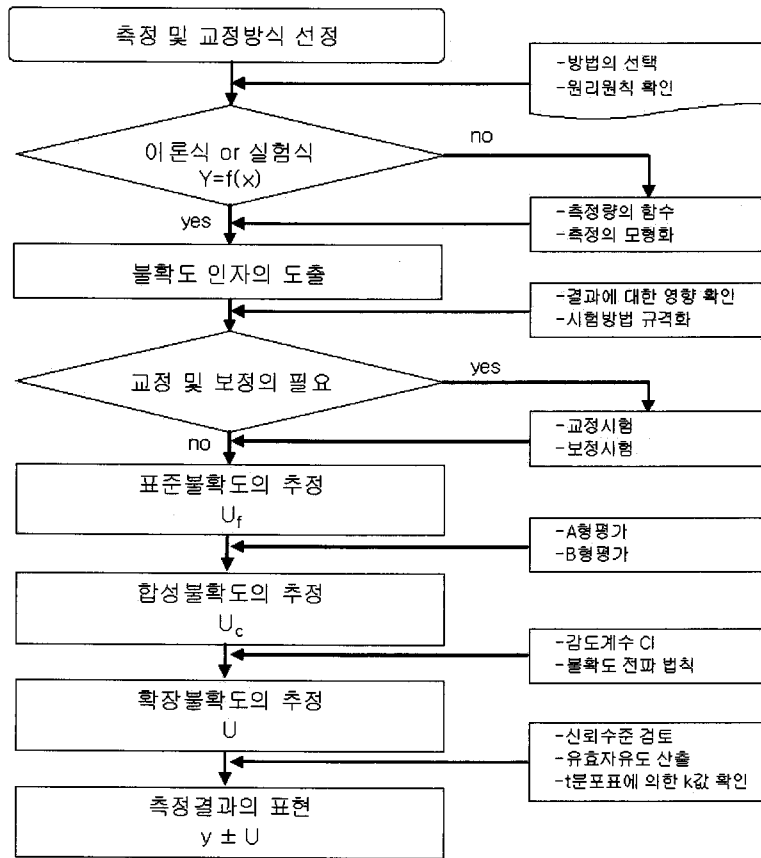 측정 및 교정방식 선정
-방법의 선택
-원리원칙 확인
이론식 or 실험식
Y=f(x)
no
yes
-측정량의 함수
-측정의 모형화
불확도 인자의 도출
-결과에 대한 영향 확인
-시험방법 규격화
교정 및 보정의 필요
yes
no
-교정시험
-보정시험
표준불확도의 추정
Uf
-A형평가
-B형평가
합성불확도의 추정
Uc
-감도계수 CI
-불확도 전파 법칙
확장불확도의 추정
U
-신뢰수준 검토
-유효자유도 산출
-t분포표에 의한 k값 확인
측정결과의 표현
y ± U